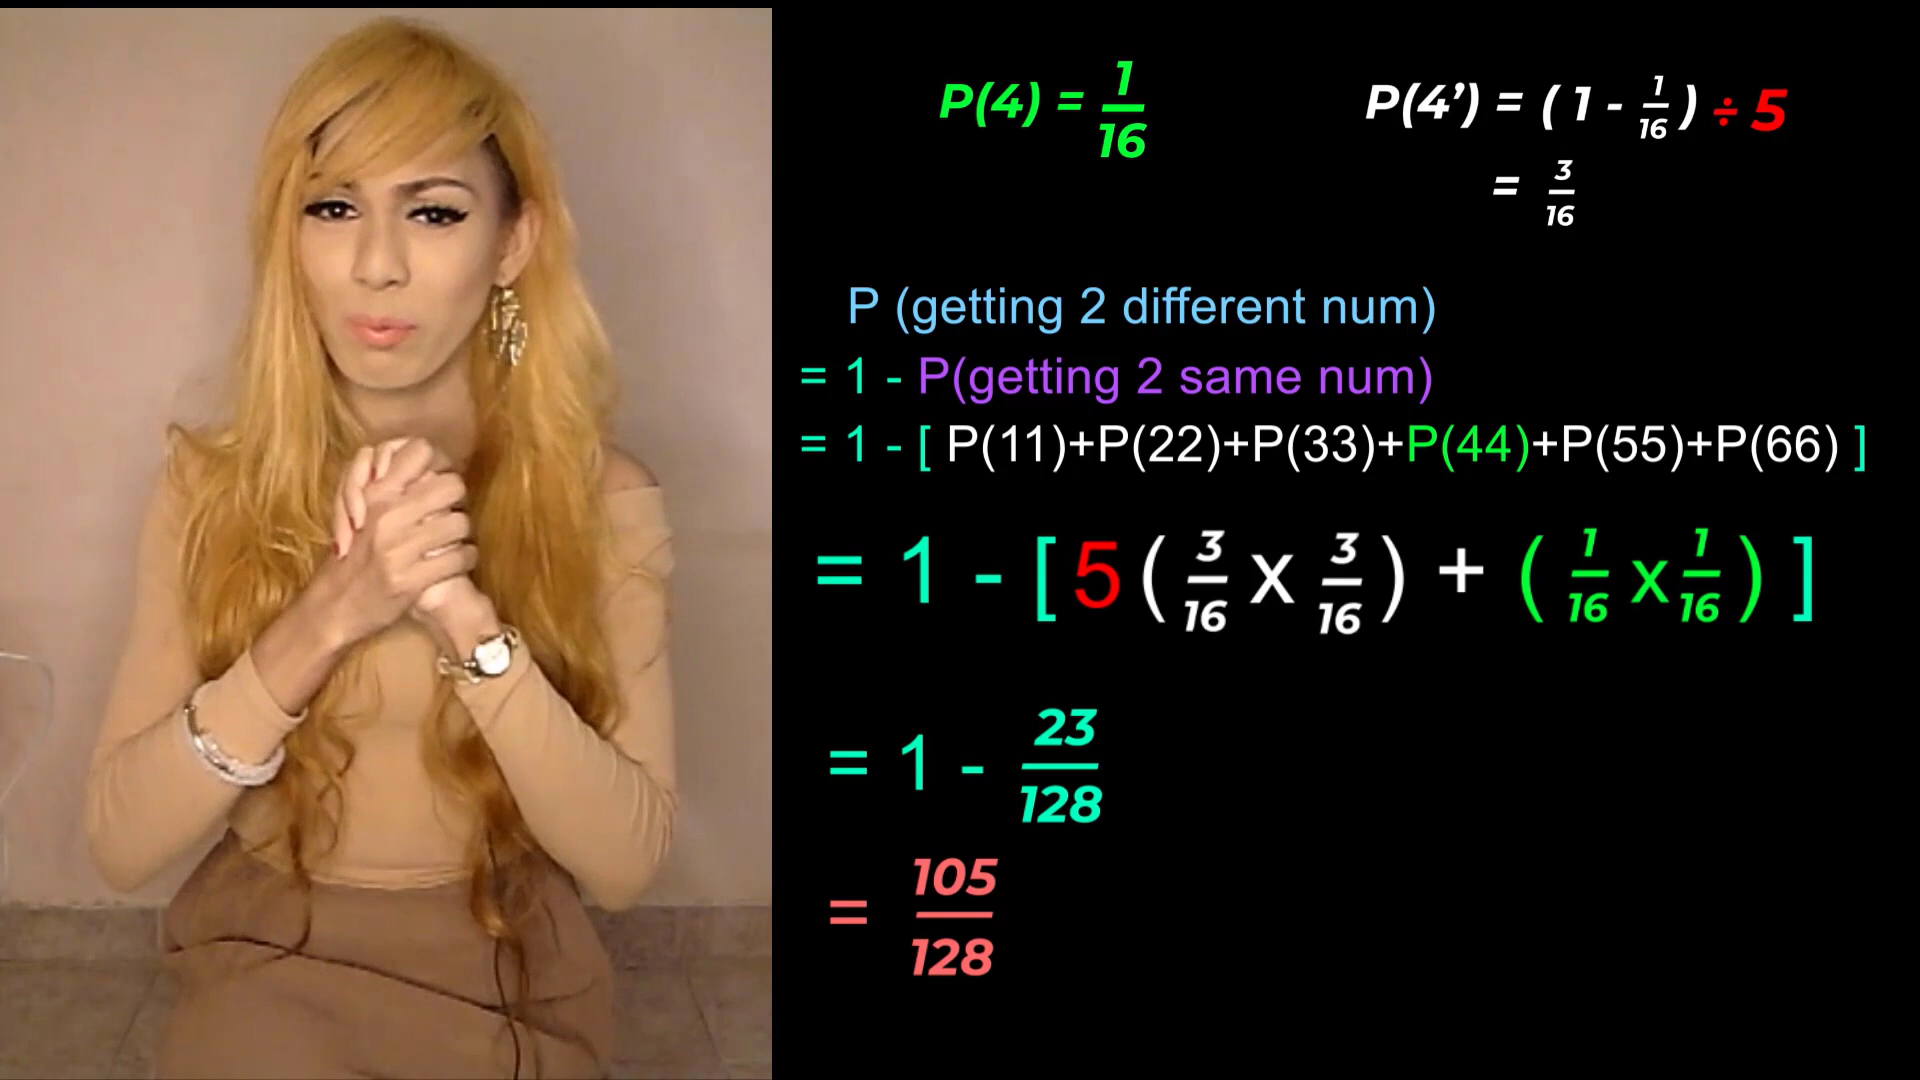 P(4) = 1/16
P(4’) = ( 1 - 1/16 ) ÷ 5
= 3/16
P (getting 2 different num)
= 1 - P(getting 2 same num)
= 1 - [ P(11)+P(22)+P(33)+P(44)+P(55)+P(66) ]
= 1 - [ 5 ( 3/16 x 3/16 ) + ( 1/16 x 1/16 ) ]
= 1 - 23/128
= 105/128